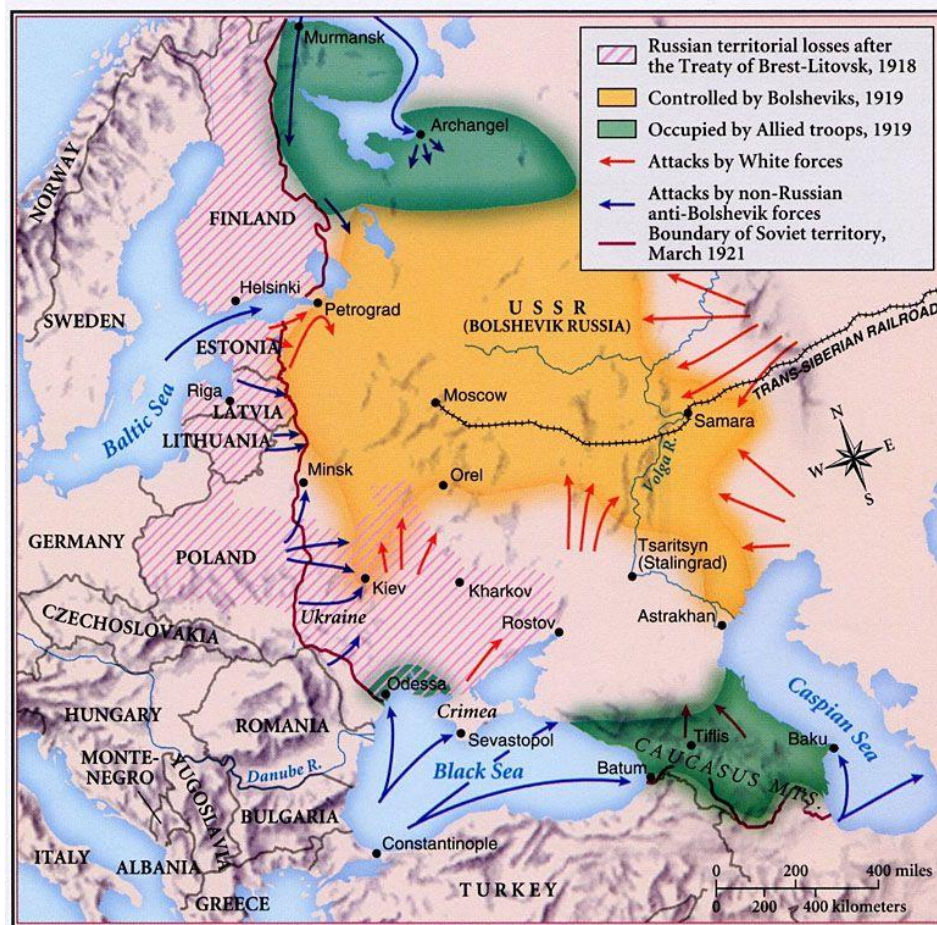 Murmansk
Russian territorial losses after
the Treaty of Brest-Litovsk, 1918
Controlled by Bolsheviks, 1919
Occupied by Allied troops, 1919
Attacks by White forces
Attacks by non-Russian
anti-Bolshevik forces
Boundary of Soviet territory,
March 1921
Archangel
NORWAY
FINLAND
Helsinki
Petrograd
SWEDEN
ESTONIA
U S S R
(BOLSHEVIK RUSSIA)
TRANS-SIBERIAN RAILROAD
Baltic Sea
Riga
LATVIA
LITHUANIA
Moscow
Samara
Volga R.
N
W
E
S
Minsk
Orel
GERMANY
POLAND
Tsaritsyn
(Stalingrad)
Kiev
Kharkov
Ukraine
CZECHOSLOVAKIA
Rostov
Astrakhan
Odessa
Crimea
Caspian Sea
HUNGARY
ROMANIA
Sevastopol
Tiflis
Baku
MONTE-
NEGRO
YUGOSLAVIA
Danube R.
Black Sea
Batum
CAUCASUS MTS.
BULGARIA
Constantinople
ITALY
ALBANIA
GREECE
TURKEY
0 200 400 miles
0 200 400 kilometers